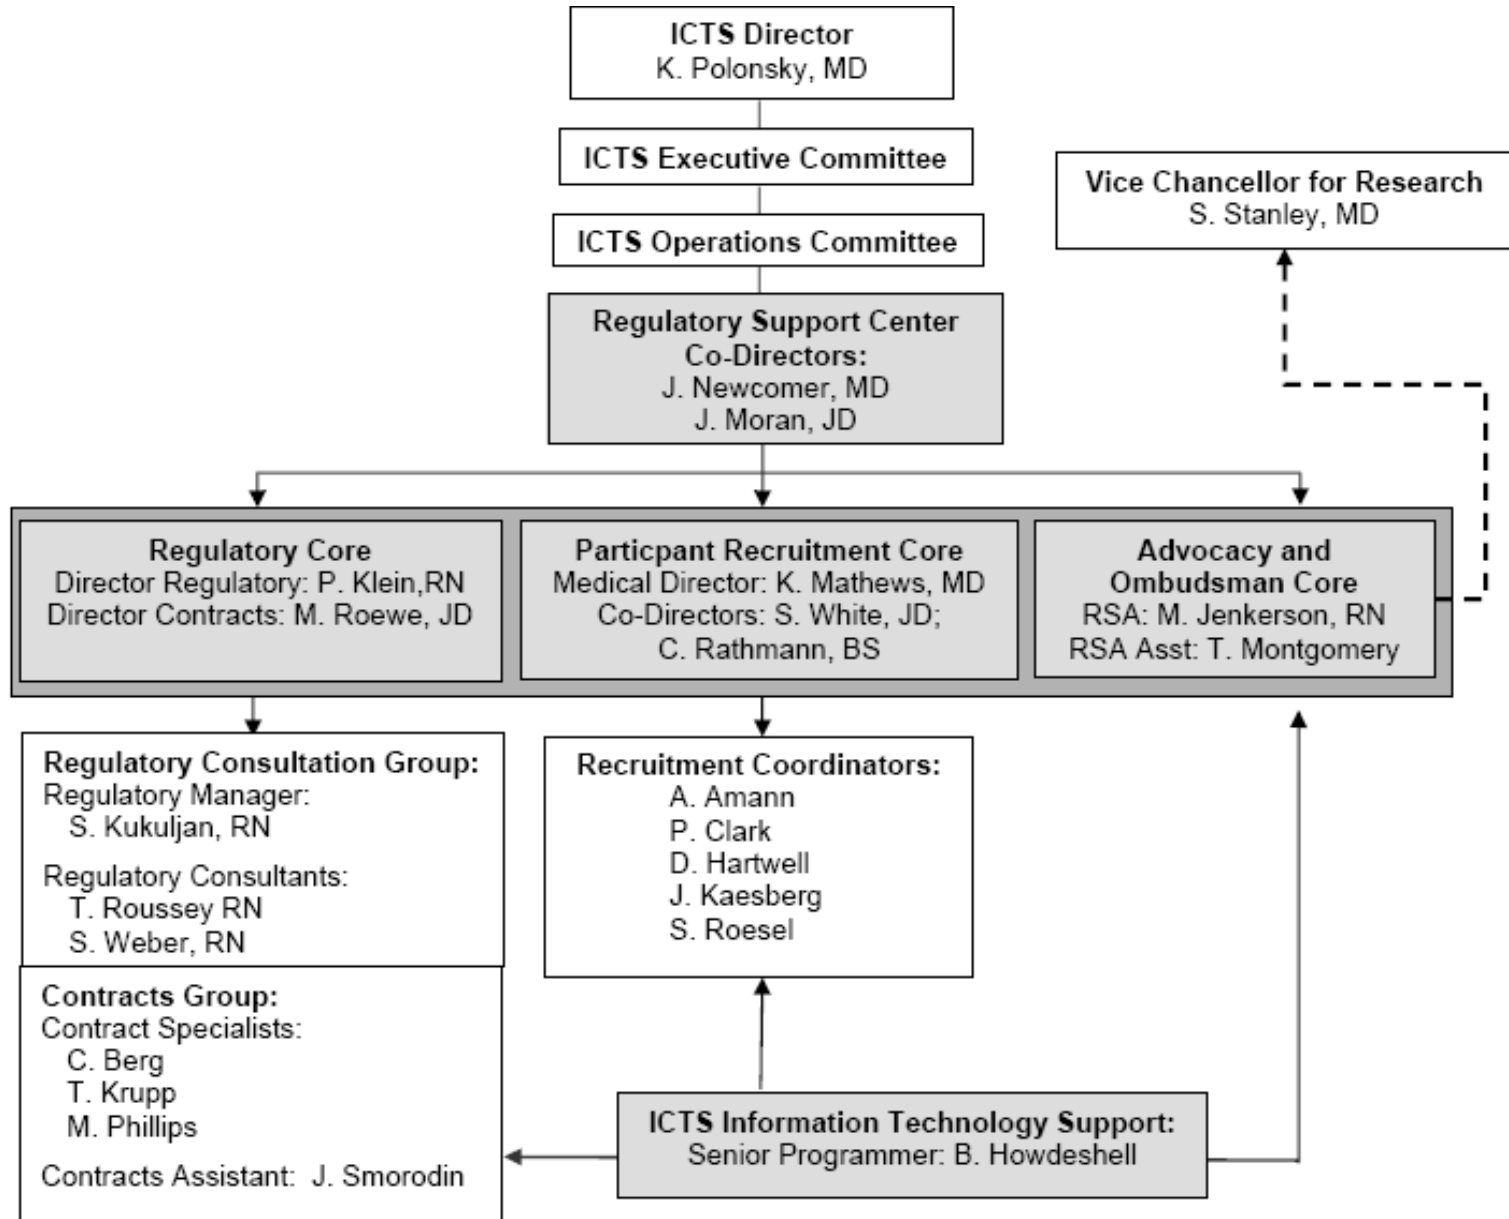 ICTS Director
K. Polonsky, MD
ICTS Executive Committee
ICTS Operations Committee
Vice Chancellor for Research
S. Stanley, MD
Regulatory Support Center
Co-Directors:
J. Newcomer, MD
J. Moran, JD
Regulatory Core
Director Regulatory: P. Klein,RN
Director Contracts: M. Roewe, JD
Particpant Recruitment Core
Medical Director: K. Mathews, MD
Co-Directors: S. White, JD;
C. Rathmann, BS
Advocacy and
Ombudsman Core
RSA: M. Jenkerson, RN
RSA Asst: T. Montgomery
Regulatory Consultation Group:
Regulatory Manager:
S. Kukuljan, RN
Regulatory Consultants:
T. Roussey RN
S. Weber, RN
Recruitment Coordinators:
A. Amann
P. Clark
D. Hartwell
J. Kaesberg
S. Roesel
Contracts Group:
Contract Specialists:
C. Berg
T. Krupp
M. Phillips
Contracts Assistant: J. Smorodin
ICTS Information Technology Support:
Senior Programmer: B. Howdeshell